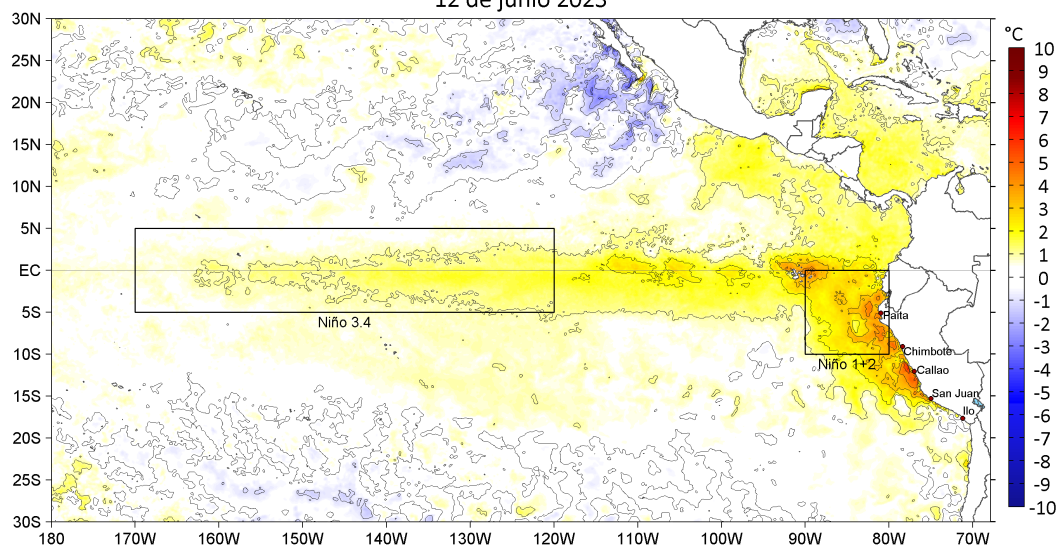 12 de junio 2023
°C
30N
25N
20N
15N
10N
5N
EC
5S
10S
15S
20S
25S
30S
180
170W
160W
150W
140W
130W
120W
110W
100W
90W
80W
70W
Niño 3.4
Niño 1+2
Paita
Chimbote
Callao
San Juan
Ilo
10
9
8
7
6
5
4
3
2
1
0
-1
-2
-3
-4
-5
-6
-7
-8
-9
-10